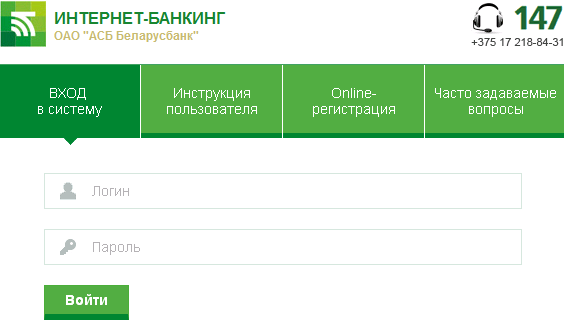 ИНТЕРНЕТ-БАНКИНГ
ОАО "АСБ Беларусбанк"
147
+375 17 218-84-31
ВХОД
в систему
Инструкция
пользователя
Online-
регистрация
Часто задаваемые
вопросы
Логин
Пароль
Войти